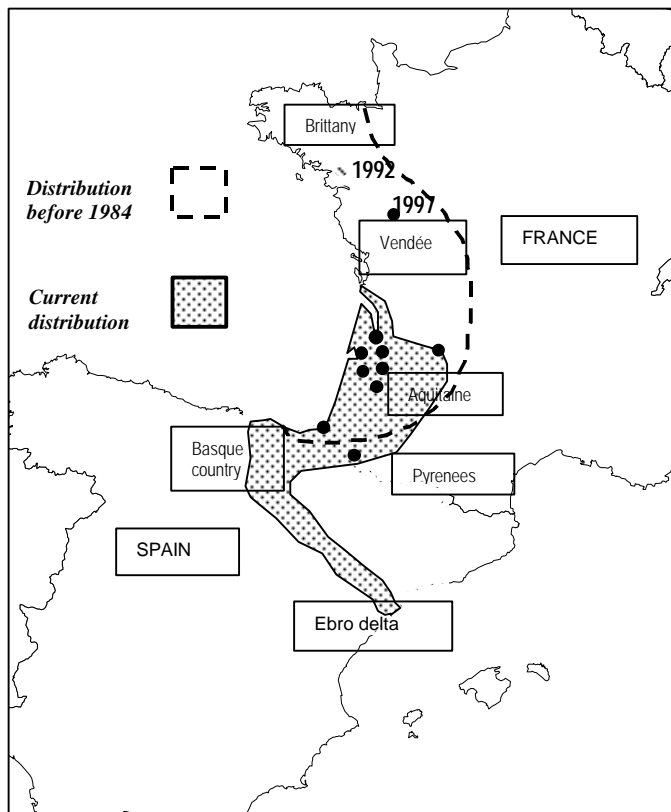 Brittany
1992
Distribution
before 1984
1997
Vendée
FRANCE
Current
distribution
Aquitaine
Basque
country
Pyrenees
SPAIN
Ebro delta